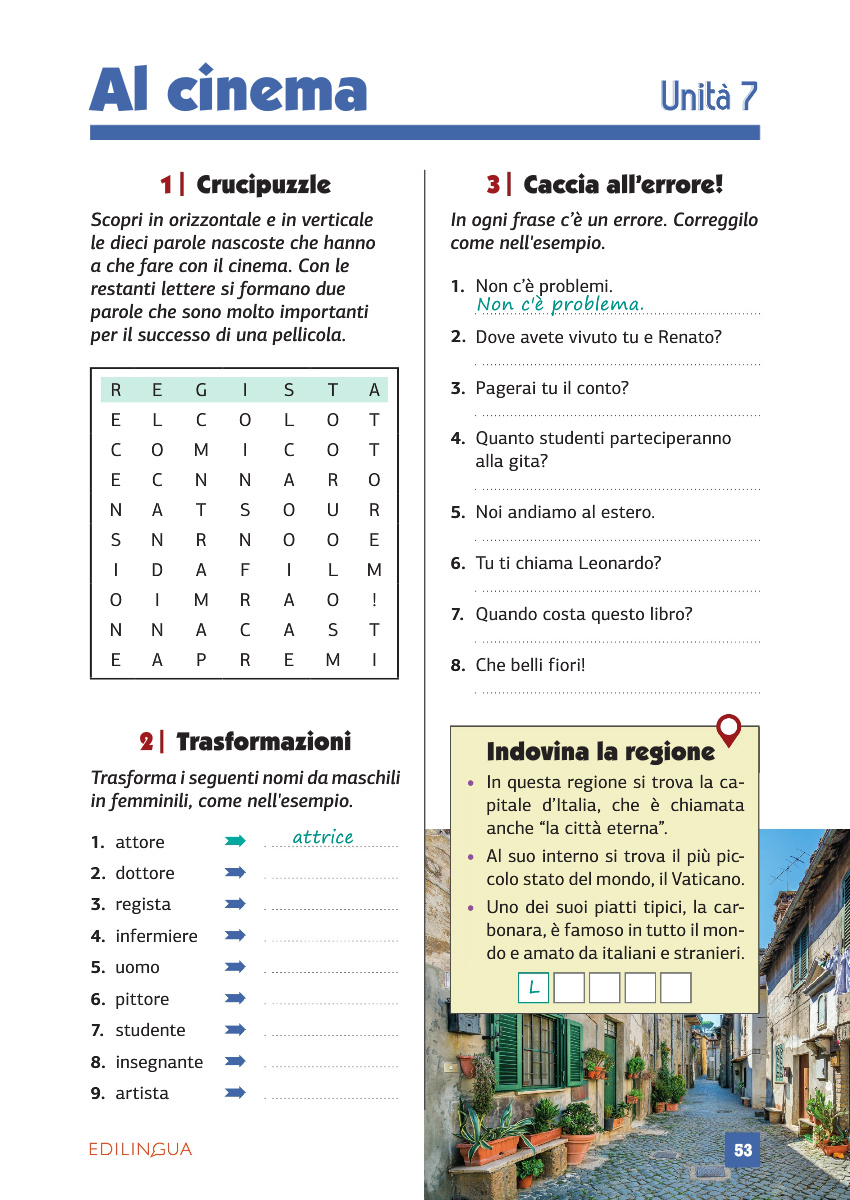 Al cinema
Unità 7
1| Crucipuzzle
Scopri in orizzontale e in verticale
le dieci parole nascoste che hanno
a che fare con il cinema. Con le
restanti lettere si formano due
parole che sono molto importanti
per il successo di una pellicola.
R E G I S T A
E L C O L O T
C O M I C O T
E C N N A R O
N A T S O U R
S N R N O O E
I D A F I L M
O I M R A O !
N N A C A S T
E A P R E M I
2| Trasformazioni
Trasforma i seguenti nomi da maschili
in femminili, come nell'esempio.
1. attore attrice
2. dottore
3. regista
4. infermiere
5. uomo
6. pittore
7. studente
8. insegnante
9. artista
3| Caccia all'errore!
In ogni frase c'è un errore. Correggilo
come nell'esempio.
1. Non c'è problemi.
Non c'è problema.
2. Dove avete vivuto tu e Renato?
3. Pagerai tu il conto?
4. Quanto studenti parteciperanno
alla gita?
5. Noi andiamo al estero.
6. Tu ti chiama Leonardo?
7. Quando costa questo libro?
8. Che belli fiori!
Indovina la regione
• In questa regione si trova la ca-
pitale d'Italia, che è chiamata
anche "la città eterna".
• Al suo interno si trova il più pic-
colo stato del mondo, il Vaticano.
• Uno dei suoi piatti tipici, la car-
bonara, è famoso in tutto il mon-
do e amato da italiani e stranieri.
L
EDILINGUA
53